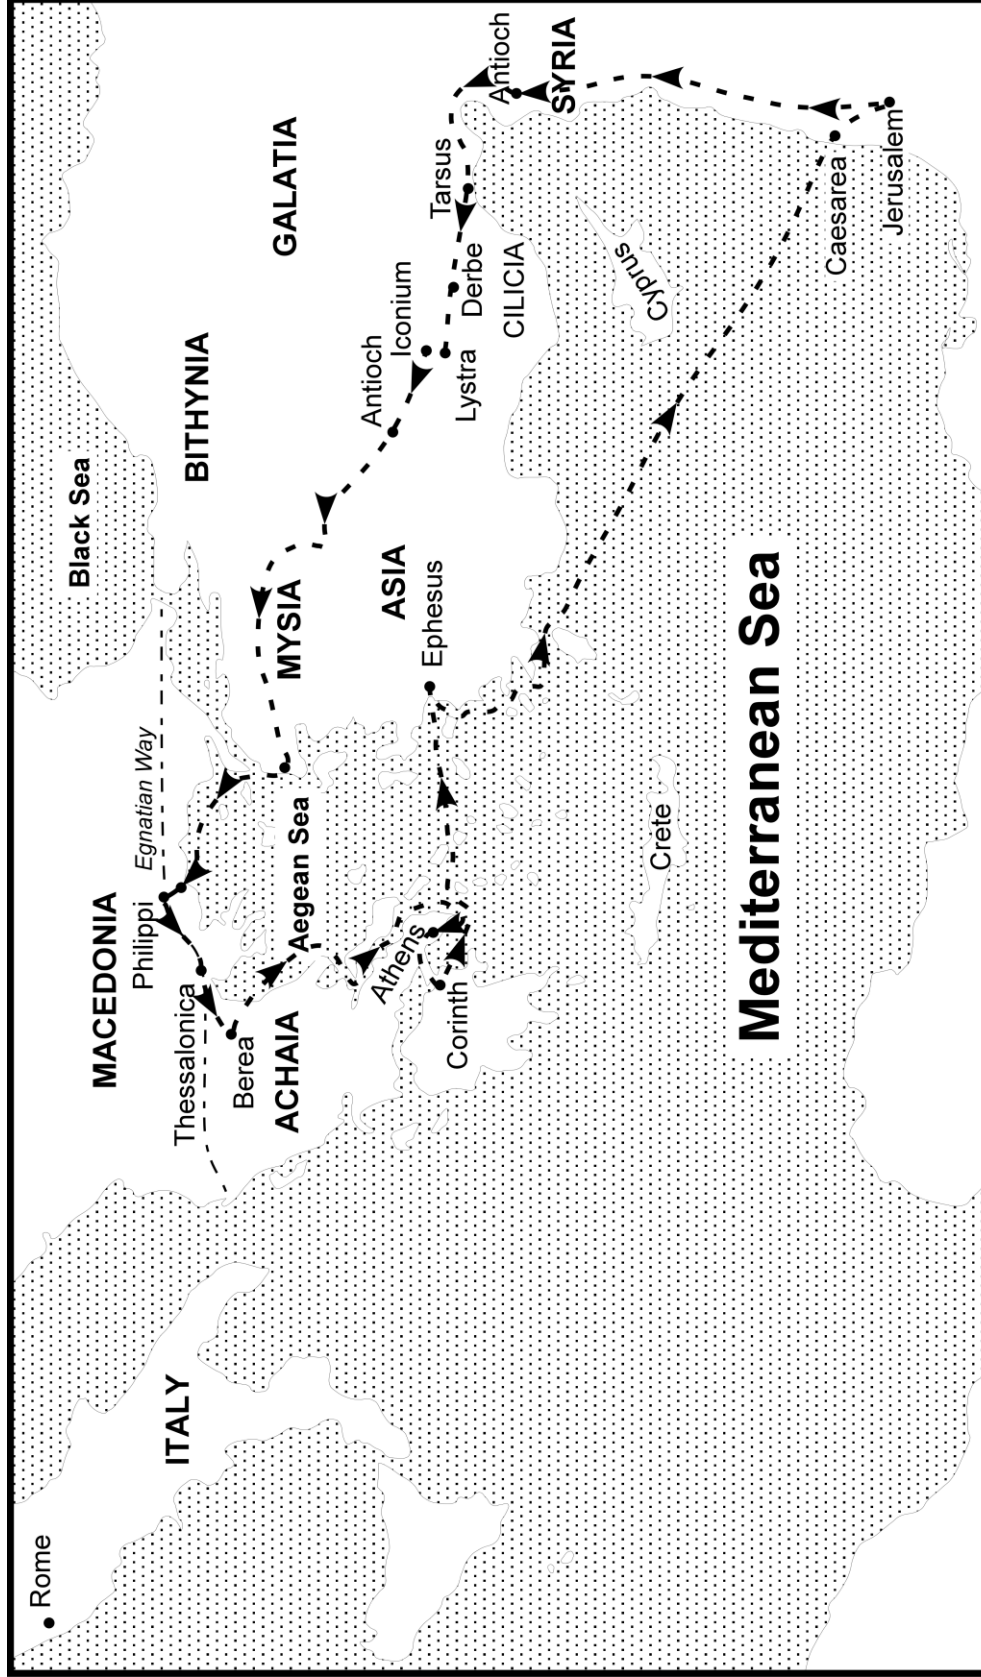 Rome
ITALY
MACEDONIA
Philippi
Thessalonica
Berea
ACHAIA
Egnatian Way
Black Sea
BITHYNIA
GALATIA
MYSIA
Aegean Sea
ASIA
Ephesus
Athens
Corinth
Antioch
Iconium
Lystra
Derbe
CILICIA
Tarsus
Antioch
SYRIA
Cyprus
Crete
Mediterranean Sea
Caesarea
Jerusalem